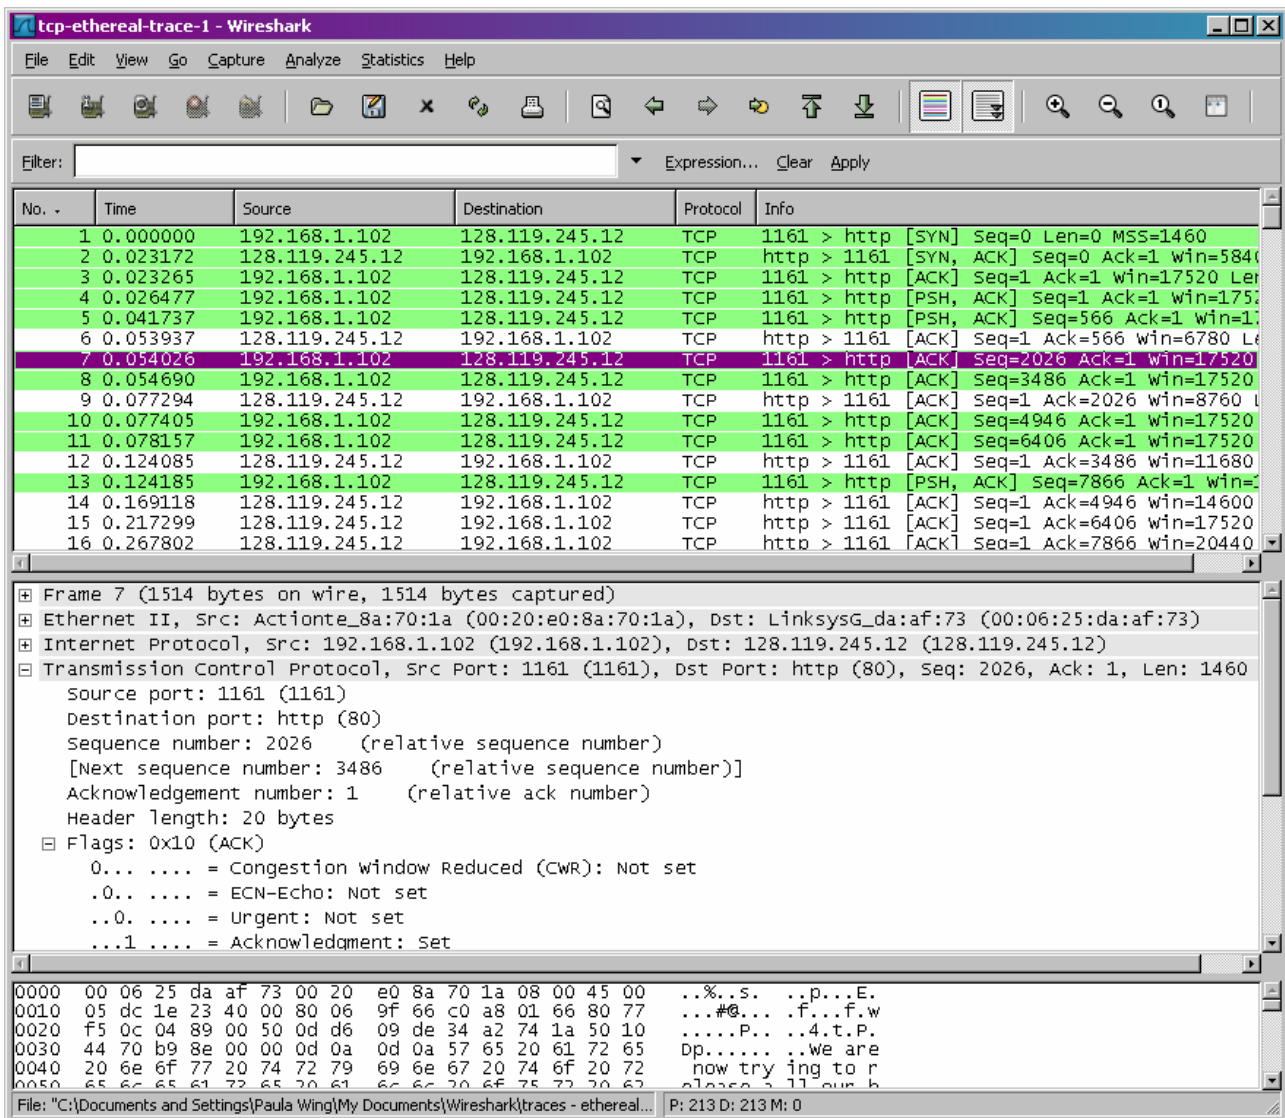 tcp-ethereal-trace-1 - Wireshark
File Edit View Go Capture Analyze Statistics Help
Filter: Expression... Clear Apply
No. Time Source Destination Protocol Info
1 0.000000 192.168.1.102 128.119.245.12 TCP 1161 > http [SYN] Seq=0 Len=0 MSS=1460
2 0.023172 192.168.1.102 128.119.245.12 TCP http > 1161 [SYN, ACK] Seq=0 Ack=1 Win=5840
3 0.023265 192.168.1.102 128.119.245.12 TCP 1161 > http [ACK] Seq=1 Ack=1 Win=17520 Len
4 0.026477 192.168.1.102 128.119.245.12 TCP 1161 > http [PSH, ACK] Seq=1 Ack=1 Win=1752
5 0.041737 192.168.1.102 128.119.245.12 TCP 1161 > http [PSH, ACK] Seq=566 Ack=1 Win=1
6 0.053937 128.119.245.12 192.168.1.102 TCP 1161 > http [ACK] Seq=1 Ack=566 Win=6780 Le
7 0.054026 192.168.1.102 128.119.245.12 TCP 1161 > http [ACK] Seq=2026 Ack=1 Win=17520
8 0.054690 192.168.1.102 128.119.245.12 TCP 1161 > http [ACK] Seq=3486 Ack=1 Win=17520
9 0.077294 128.119.245.12 192.168.1.102 TCP 1161 > http [ACK] Seq=1 Ack=2026 Win=8760 L
10 0.077405 192.168.1.102 128.119.245.12 TCP 1161 > http [ACK] Seq=4946 Ack=1 Win=17520
11 0.078157 192.168.1.102 128.119.245.12 TCP 1161 > http [ACK] Seq=6406 Ack=1 Win=17520
12 0.124085 128.119.245.12 192.168.1.102 TCP http > 1161 [ACK] Seq=1 Ack=3486 Win=11680
13 0.124185 192.168.1.102 128.119.245.12 TCP http > 1161 [PSH, ACK] Seq=7866 Ack=1 Win=1
14 0.169118 128.119.245.12 192.168.1.102 TCP http > 1161 [ACK] Seq=1 Ack=4946 Win=14600
15 0.217299 128.119.245.12 192.168.1.102 TCP http > 1161 [ACK] Seq=1 Ack=6406 Win=17520
16 0.267802 128.119.245.12 192.168.1.102 TCP http > 1161 [ACK] Seq=1 Ack=7866 Win=20440
Frame 7 (1514 bytes on wire, 1514 bytes captured)
Ethernet II, Src: Actionte_8a:70:1a (00:20:e0:8a:70:1a), Dst: LinksysG_da:af:73 (00:06:25:da:af:73)
Internet Protocol, Src: 192.168.1.102 (192.168.1.102), Dst: 128.119.245.12 (128.119.245.12)
Transmission Control Protocol, Src Port: 1161 (1161), Dst Port: http (80), Seq: 2026, Ack: 1, Len: 1460
Source port: 1161 (1161)
Destination port: http (80)
Sequence number: 2026 (relative sequence number)
[Next sequence number: 3486 (relative sequence number)]
Acknowledgement number: 1 (relative ack number)
Header length: 20 bytes
Flags: 0x10 (ACK)
0... .... = Congestion Window Reduced (CWR): Not set
.0.. .... = ECN-Echo: Not set
..0. .... = Urgent: Not set
...1 .... = Acknowledgment: Set
0000 00 06 25 da af 73 00 20 e0 8a 70 1a 08 00 45 00 ..%..s. ..p...E.
0010 05 dc 1e 23 40 00 80 06 9f 66 c0 a8 01 66 80 77 ...#@... .f...f.w
0020 f5 0c 04 89 00 50 0d d6 09 de 34 a2 74 1a 50 10 .....P.. ..4.t.P.
0030 44 70 b9 8e 00 00 0d 0a 0d 0a 57 65 20 61 72 65 Dp...... ..We are
0040 20 6e 6f 77 20 74 72 79 69 6e 67 20 74 6f 20 72 now try ing to r
0050 65 6c 65 61 73 65 20 61 6c 6c 20 6f 75 72 20 62 elease a ll our b
File: "C:\Documents and Settings\Paula Wing\My Documents\Wireshark\traces - ethereal... P: 213 D: 213 M: 0